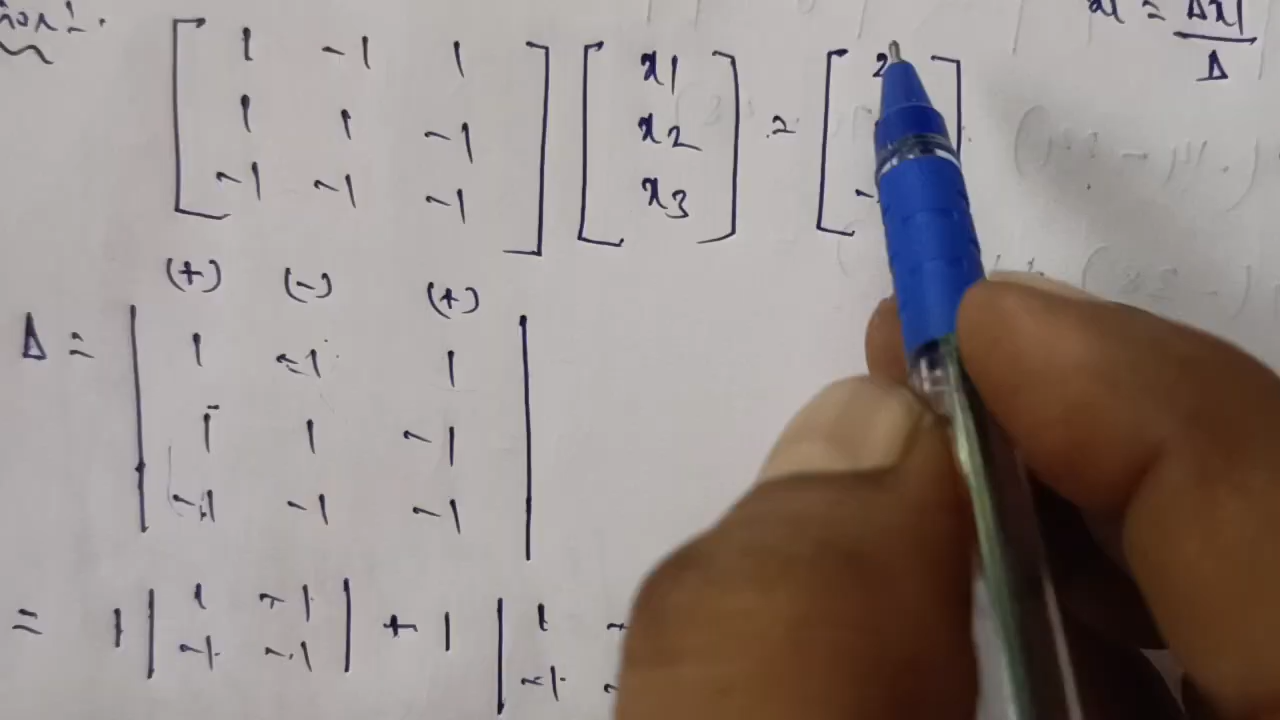 x1 = Δx1 / Δ
[ 1 -1 1 ] [ x1 ] = [ 2 ]
[ 1 1 -1 ] [ x2 ]
[ -1 -1 -1 ] [ x3 ]
(+) (-) (+)
Δ = | 1 -1 1 |
| 1 1 -1 |
| -1 -1 -1 |
= 1 | 1 -1 | + 1 | 1
| -1 -1 | | -1